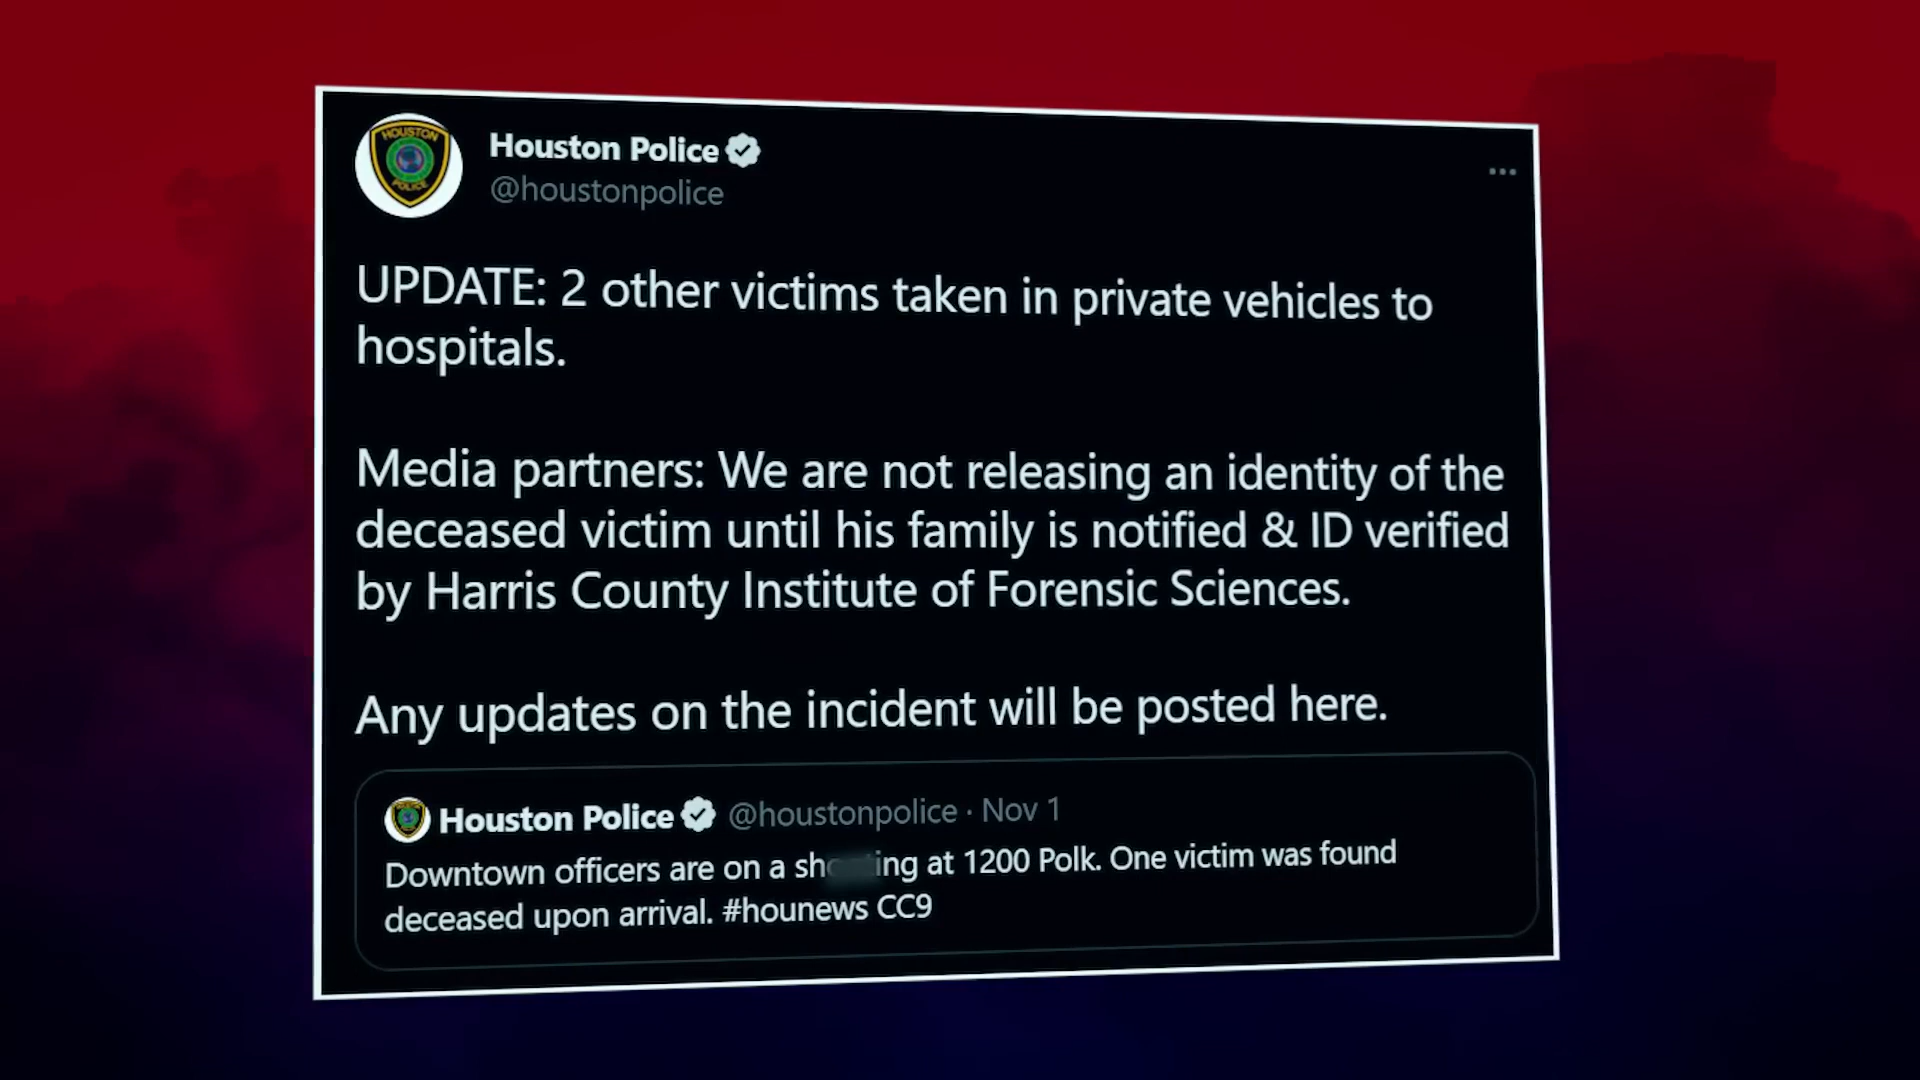 HOUSTON
POLICE
Houston Police
@houstonpolice
UPDATE: 2 other victims taken in private vehicles to
hospitals.
Media partners: We are not releasing an identity of the
deceased victim until his family is notified & ID verified
by Harris County Institute of Forensic Sciences.
Any updates on the incident will be posted here.
Houston Police @houstonpolice · Nov 1
Downtown officers are on a at 1200 Polk. One victim was found
deceased upon arrival. #hounews CC9